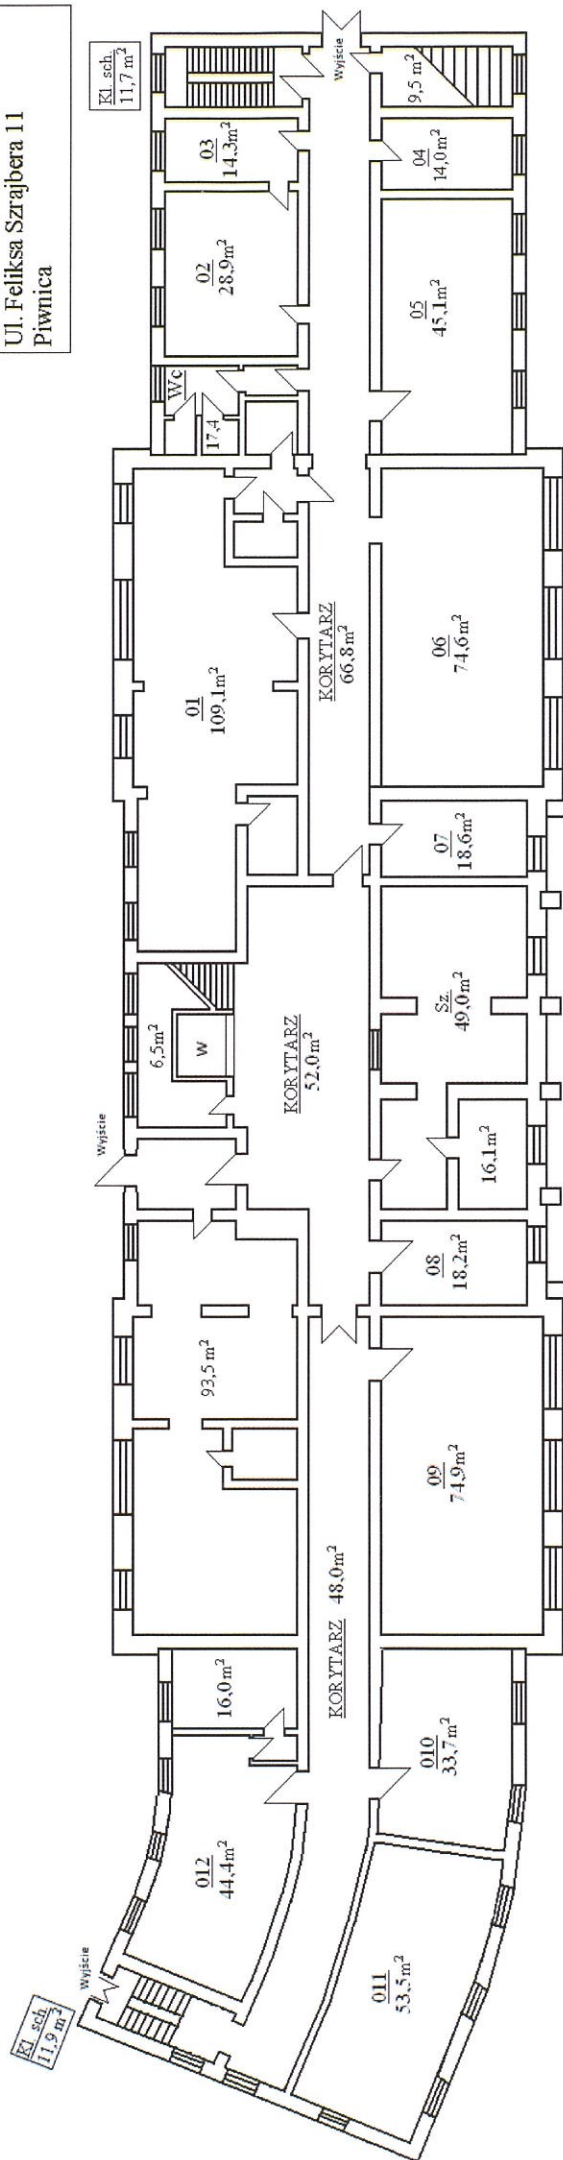 Ul. Feliksa Szrajbera 11
Piwnica
Kl. sch.
11,7 m²
Wyjście
9,5 m²
03
14.3m²
04
14,0m²
02
28.9m²
05
45,1m²
Wc
17,4
01
109,1m²
KORYTARZ
66.8m²
06
74,6m²
07
18,6m²
6,5m²
W
KORYTARZ
52.0m²
Sz.
49,0m²
Wyjście
16.1m²
08
18.2m²
93,5 m²
09
74,9m²
KORYTARZ 48.0m²
16.0m²
010
33,7m²
012
44,4m²
Wyjście
Kl. sch.
11,9 m²
011
53,5m²